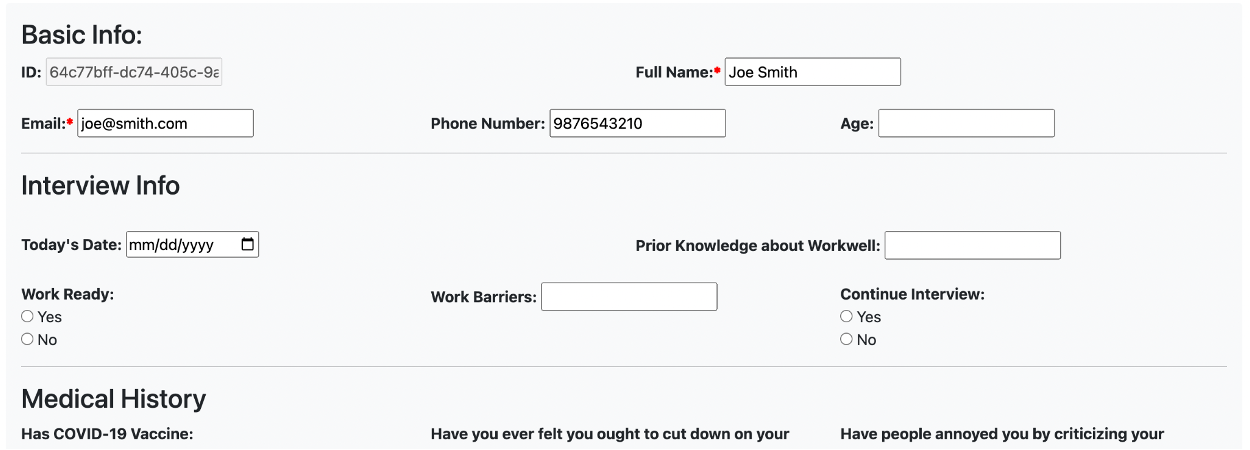 Basic Info:
ID: 64c77bff-dc74-405c-9a
Full Name:* Joe Smith
Email:* joe@smith.com
Phone Number: 9876543210
Age:
Interview Info
Today's Date: mm/dd/yyyy
Prior Knowledge about Workwell:
Work Ready:
Yes
No
Work Barriers:
Continue Interview:
Yes
No
Medical History
Has COVID-19 Vaccine:
Have you ever felt you ought to cut down on your
Have people annoyed you by criticizing your